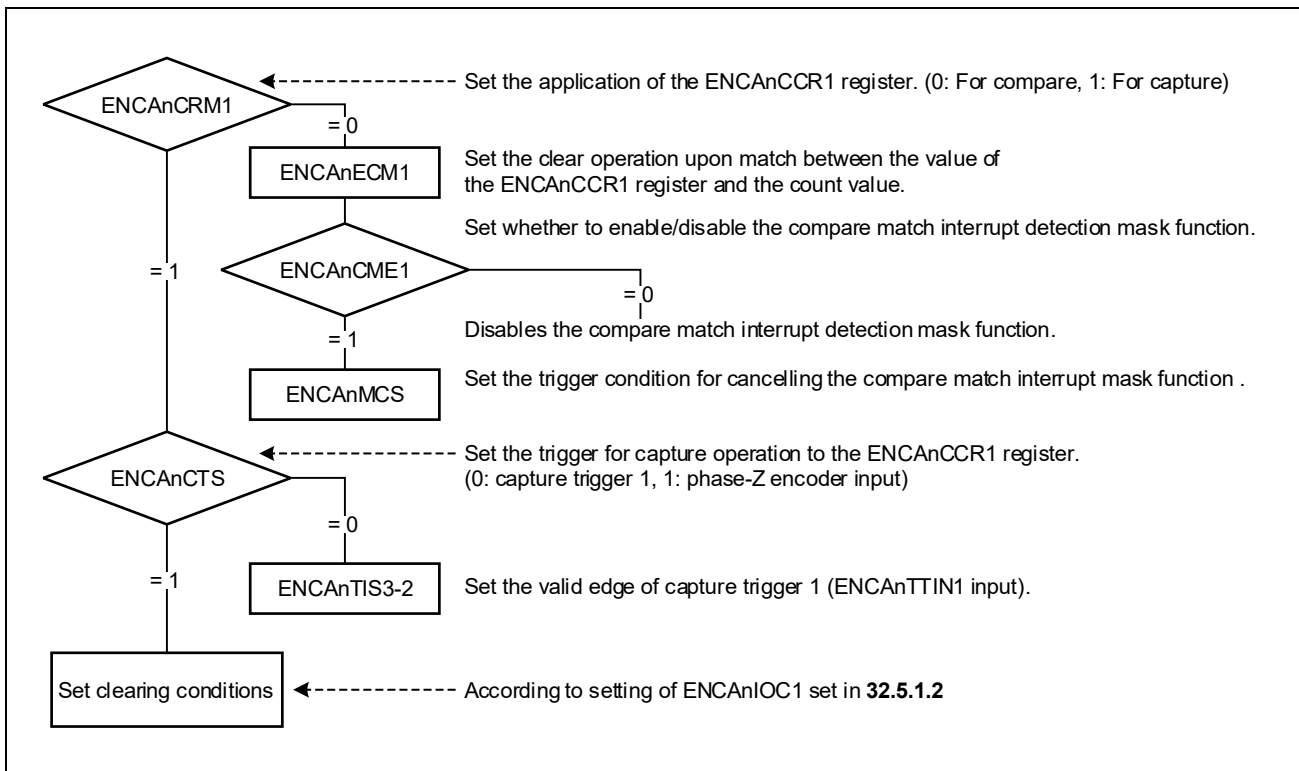 ENCAnCRM1
Set the application of the ENCAnCCR1 register. (0: For compare, 1: For capture)
= 0
ENCAnECM1
Set the clear operation upon match between the value of
the ENCAnCCR1 register and the count value.
Set whether to enable/disable the compare match interrupt detection mask function.
= 1
ENCAnCME1
= 0
Disables the compare match interrupt detection mask function.
= 1
ENCAnMCS
Set the trigger condition for cancelling the compare match interrupt mask function .
ENCAnCTS
Set the trigger for capture operation to the ENCAnCCR1 register.
(0: capture trigger 1, 1: phase-Z encoder input)
= 0
= 1
ENCAnTIS3-2
Set the valid edge of capture trigger 1 (ENCAnTTIN1 input).
Set clearing conditions
According to setting of ENCAnIOC1 set in 32.5.1.2